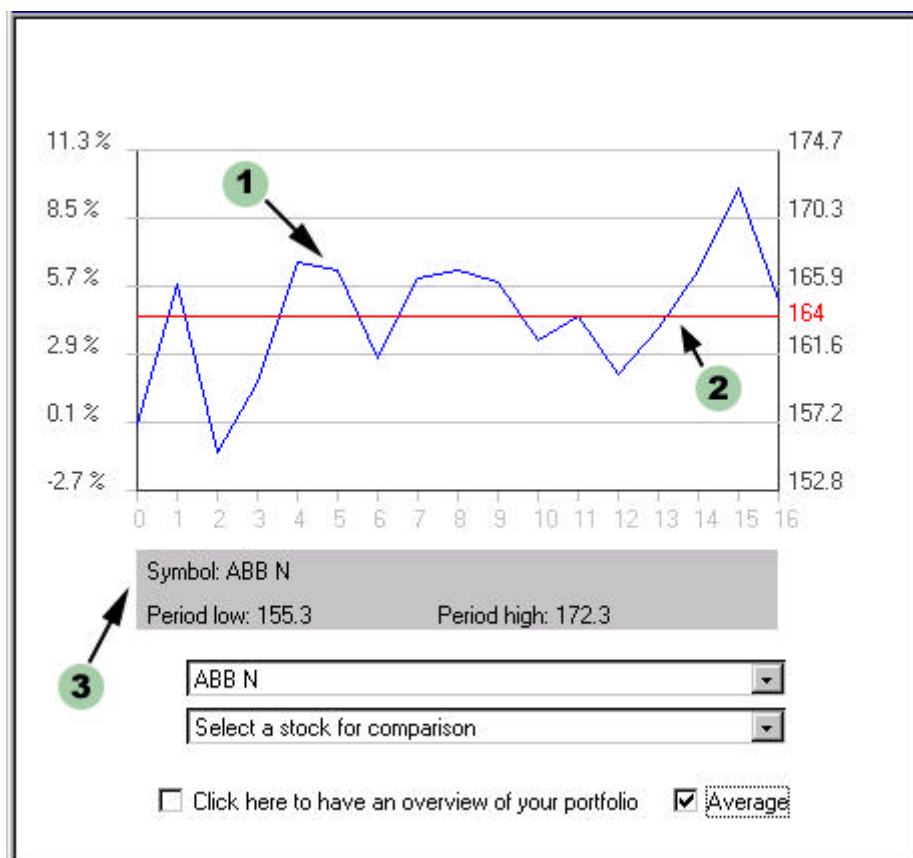 11.3 % 174.7
1
8.5 % 170.3
5.7 % 165.9
164
2.9 % 161.6
2
0.1 % 157.2
-2.7 % 152.8
0 1 2 3 4 5 6 7 8 9 10 11 12 13 14 15 16
Symbol: ABB N
Period low: 155.3 Period high: 172.3
3
ABB N
Select a stock for comparison
Click here to have an overview of your portfolio Average